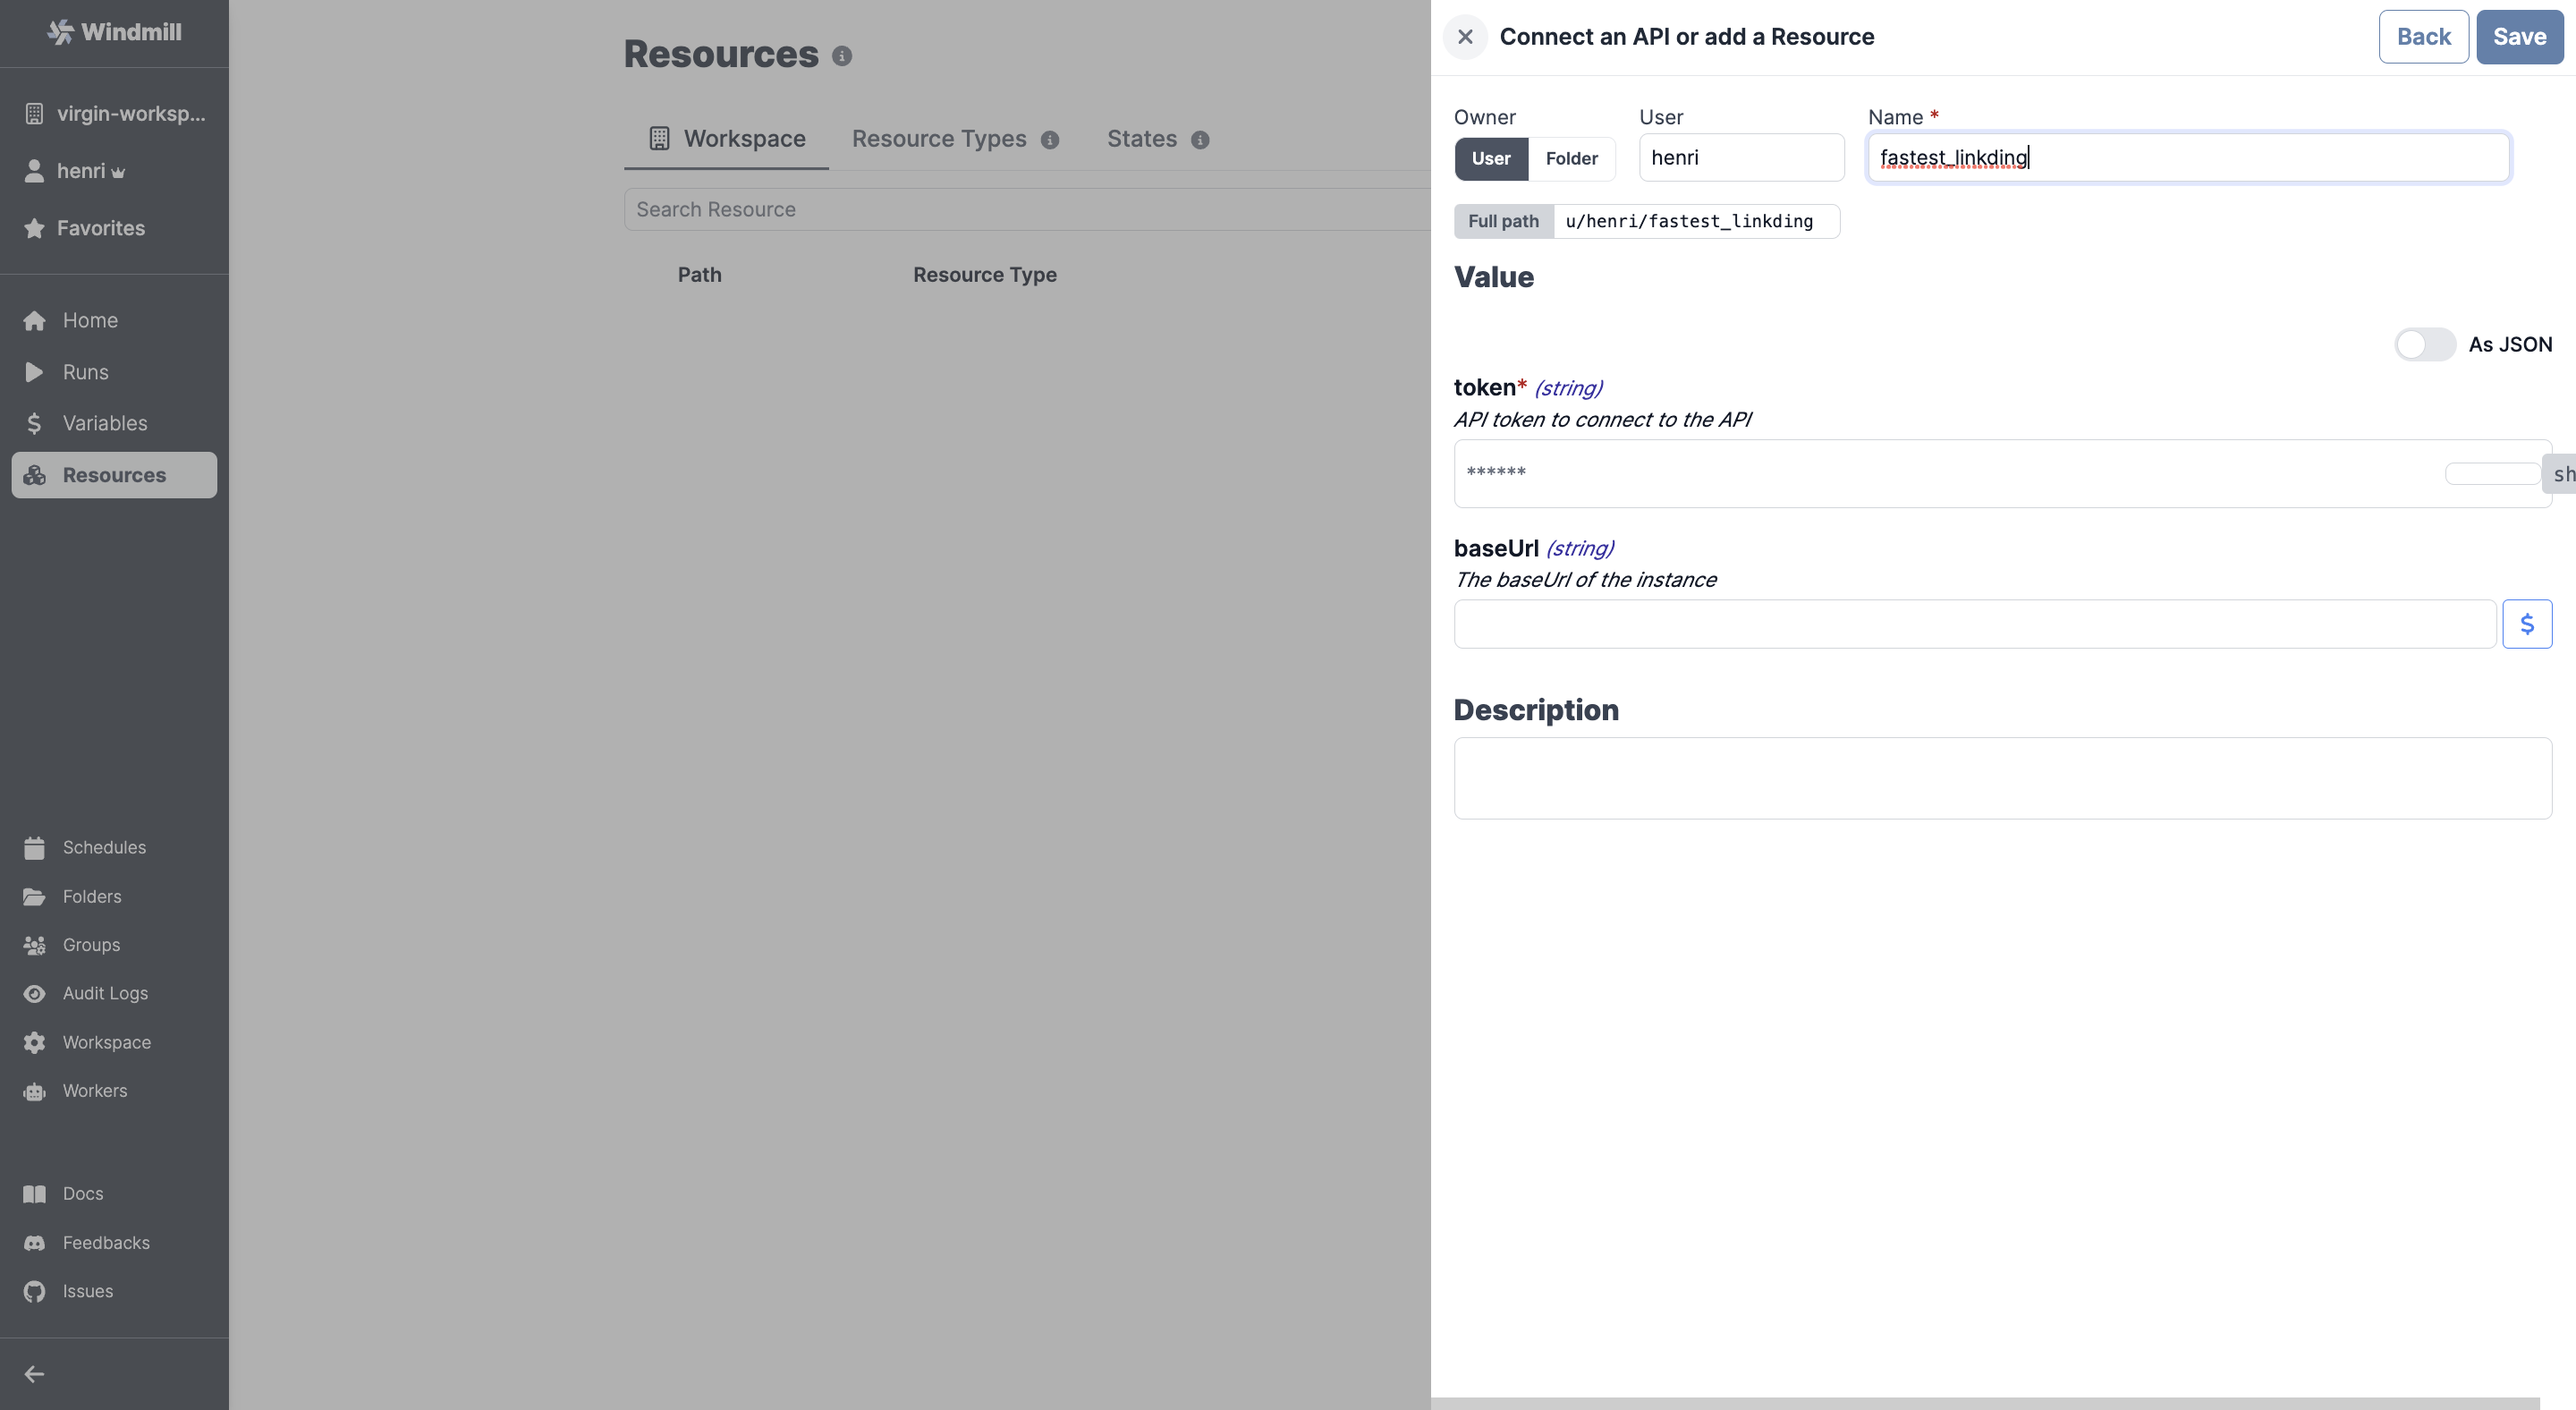 Windmill
virgin-worksp...
henri
Favorites
Home
Runs
Variables
Resources
Schedules
Folders
Groups
Audit Logs
Workspace
Workers
Docs
Feedbacks
Issues
Resources
Workspace
Resource Types
States
Search Resource
Path
Resource Type
Connect an API or add a Resource
Back
Save
Owner
User
Name *
User
Folder
henri
fastest_linkding
Full path
u/henri/fastest_linkding
Value
As JSON
token* (string)
API token to connect to the API
******
sh
baseUrl (string)
The baseUrl of the instance
$
Description